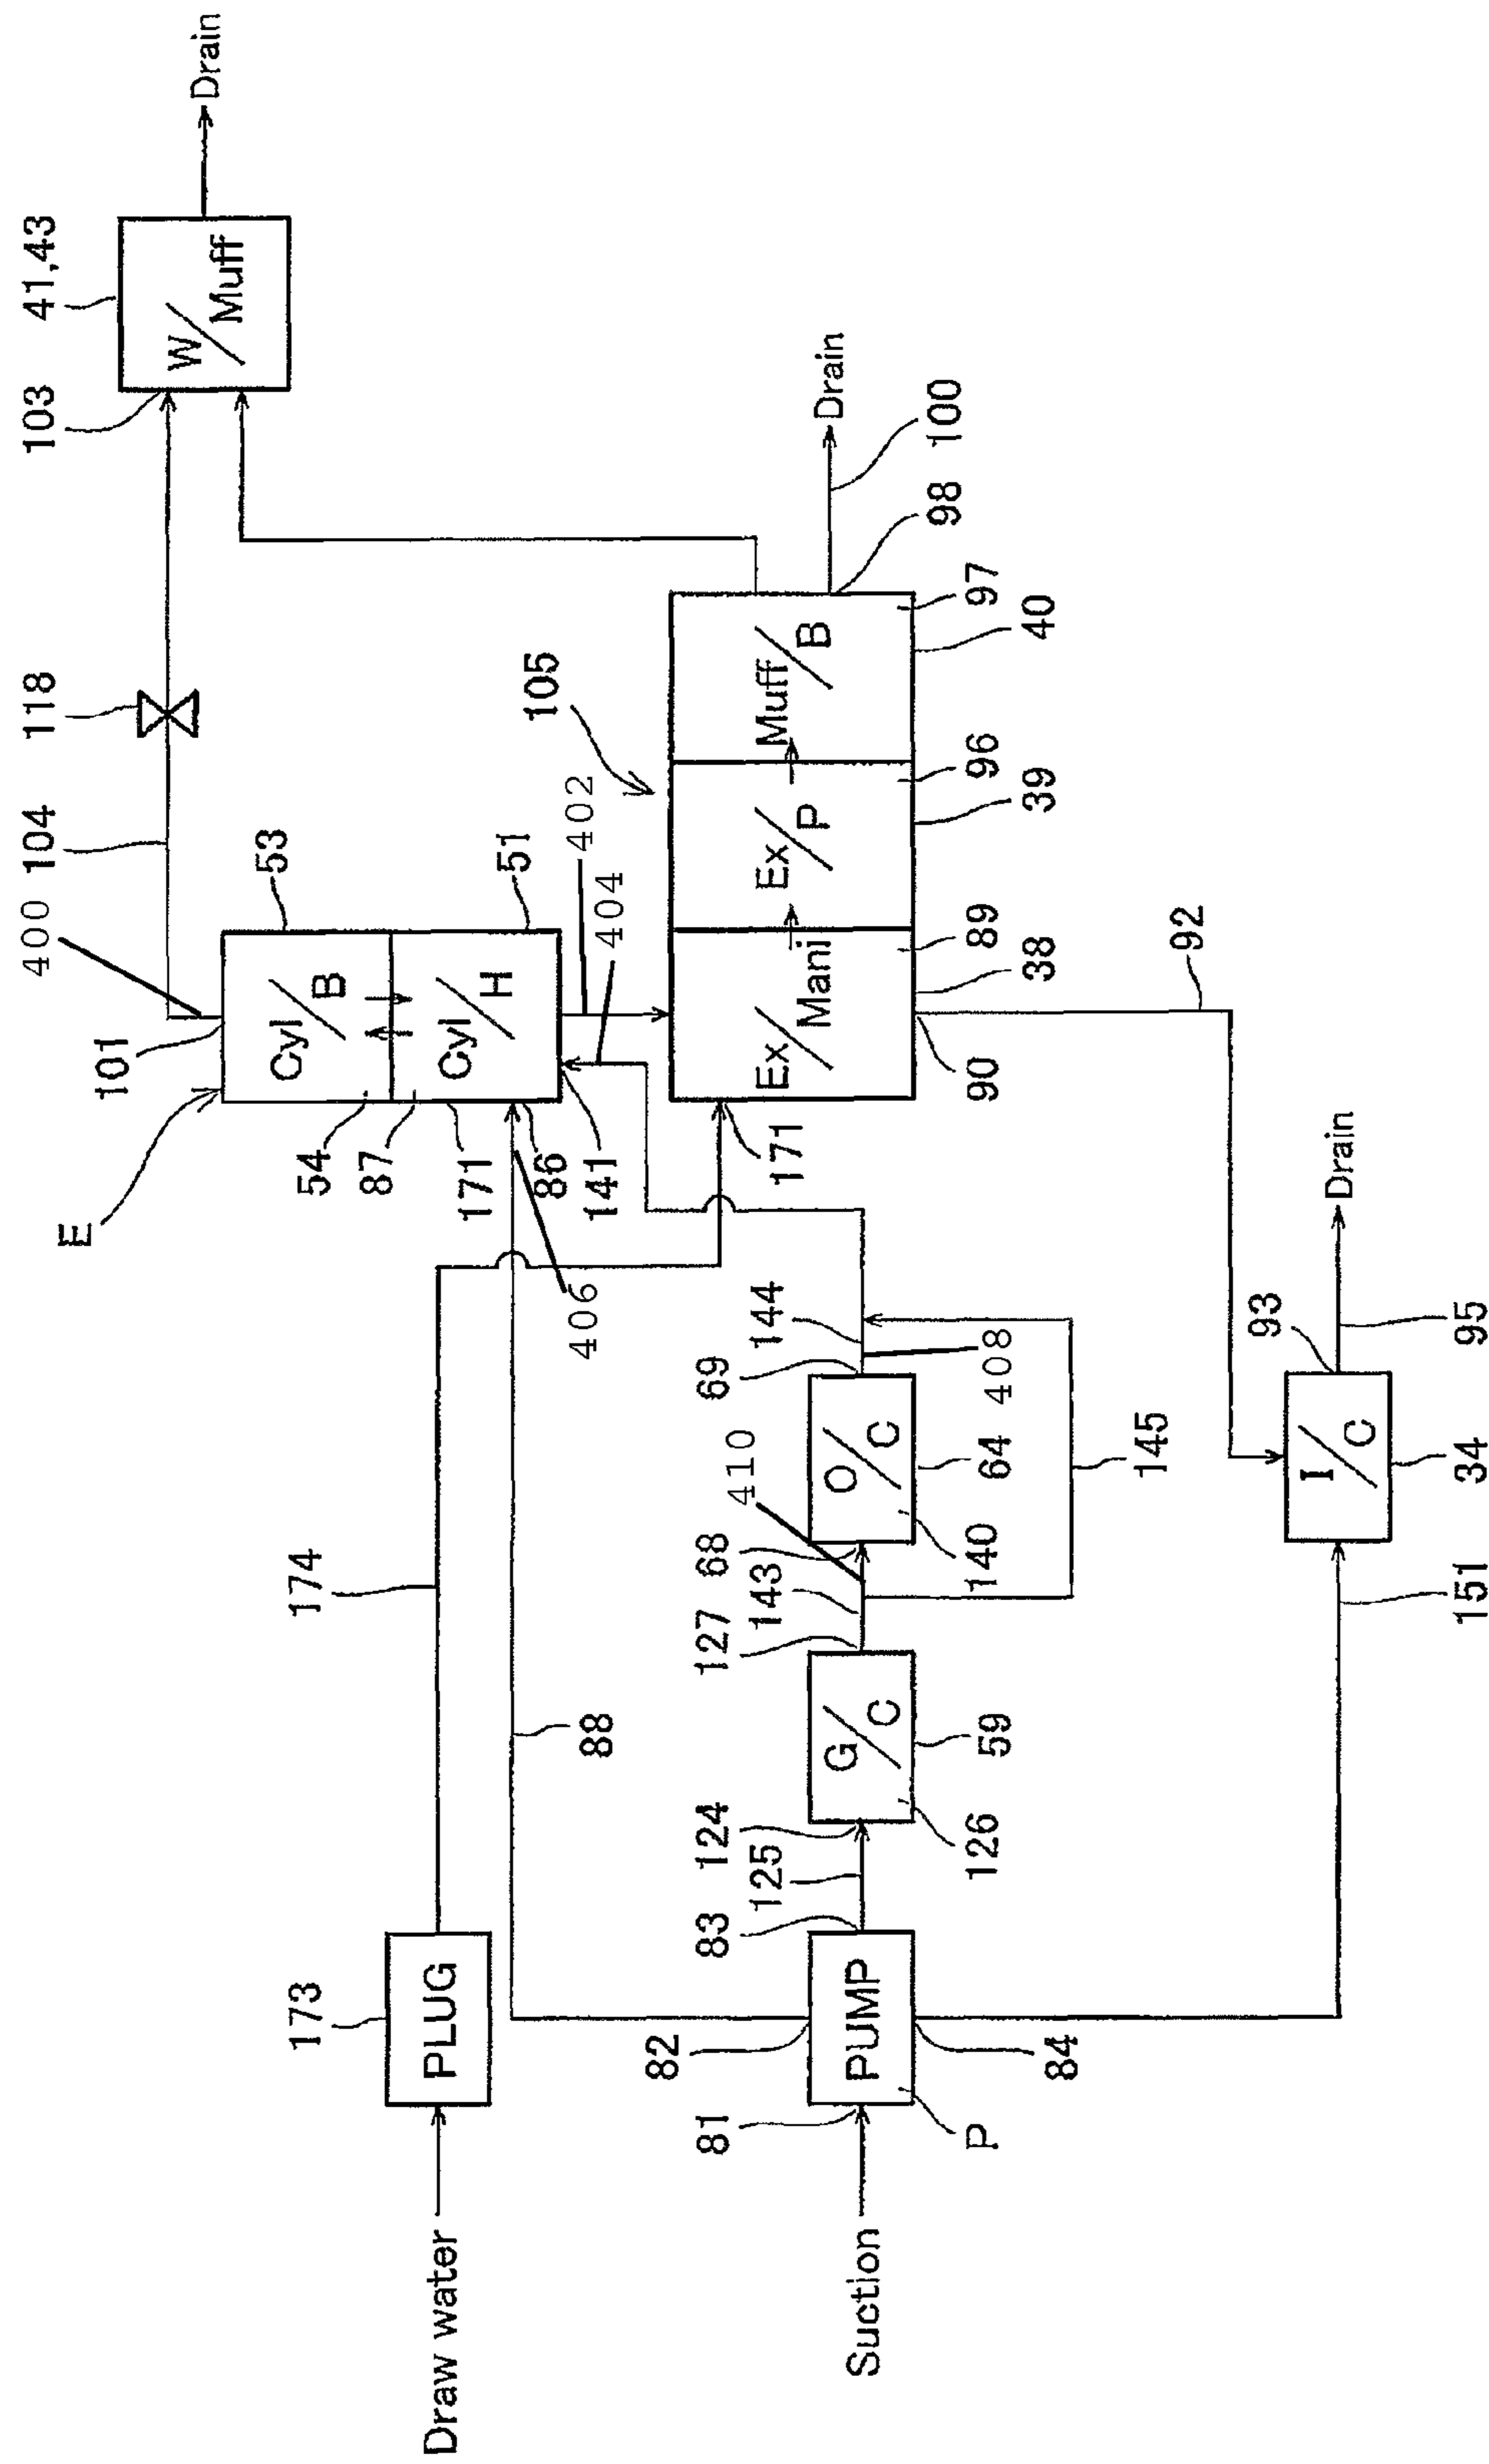 E
400
104
118
103
41,43
101
53
W/Muff
Drain
173
174
54
Cyl/B
87
Draw water
PLUG
171
Cyl/H
51
88
406
86
141
402
404
105
82
81
83
125
124
127
143
68
410
69
144
171
Ex/Mani
Ex/P
Muff/B
Drain
Suction
PUMP
G/C
O/C
P
84
126
59
140
64
408
90
38
89
39
96
40
97
98
100
145
92
93
I/C
Drain
151
34
95